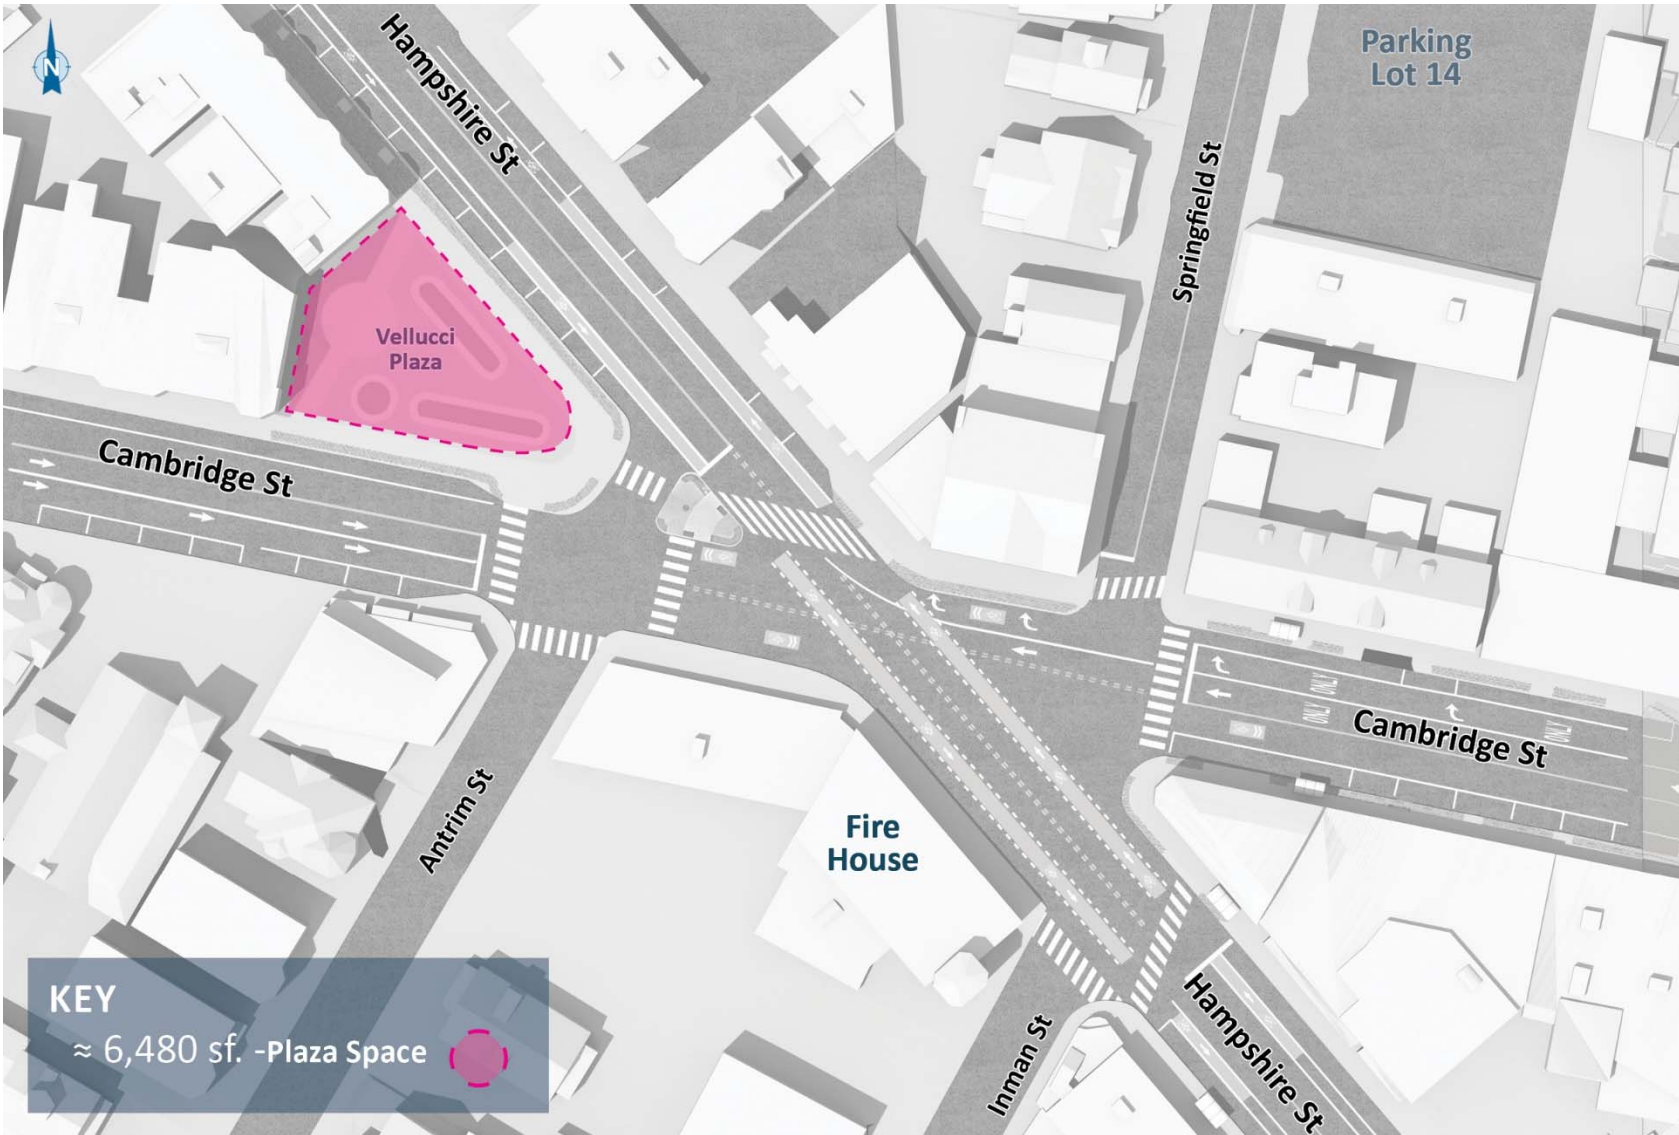 N
Hampshire St
Parking
Lot 14
Springfield St
Vellucci
Plaza
Cambridge St
ONLY
ONLY
ONLY
ONLY
Cambridge St
Antrim St
Fire
House
KEY
≈ 6,480 sf. -Plaza Space
Inman St
Hampshire St